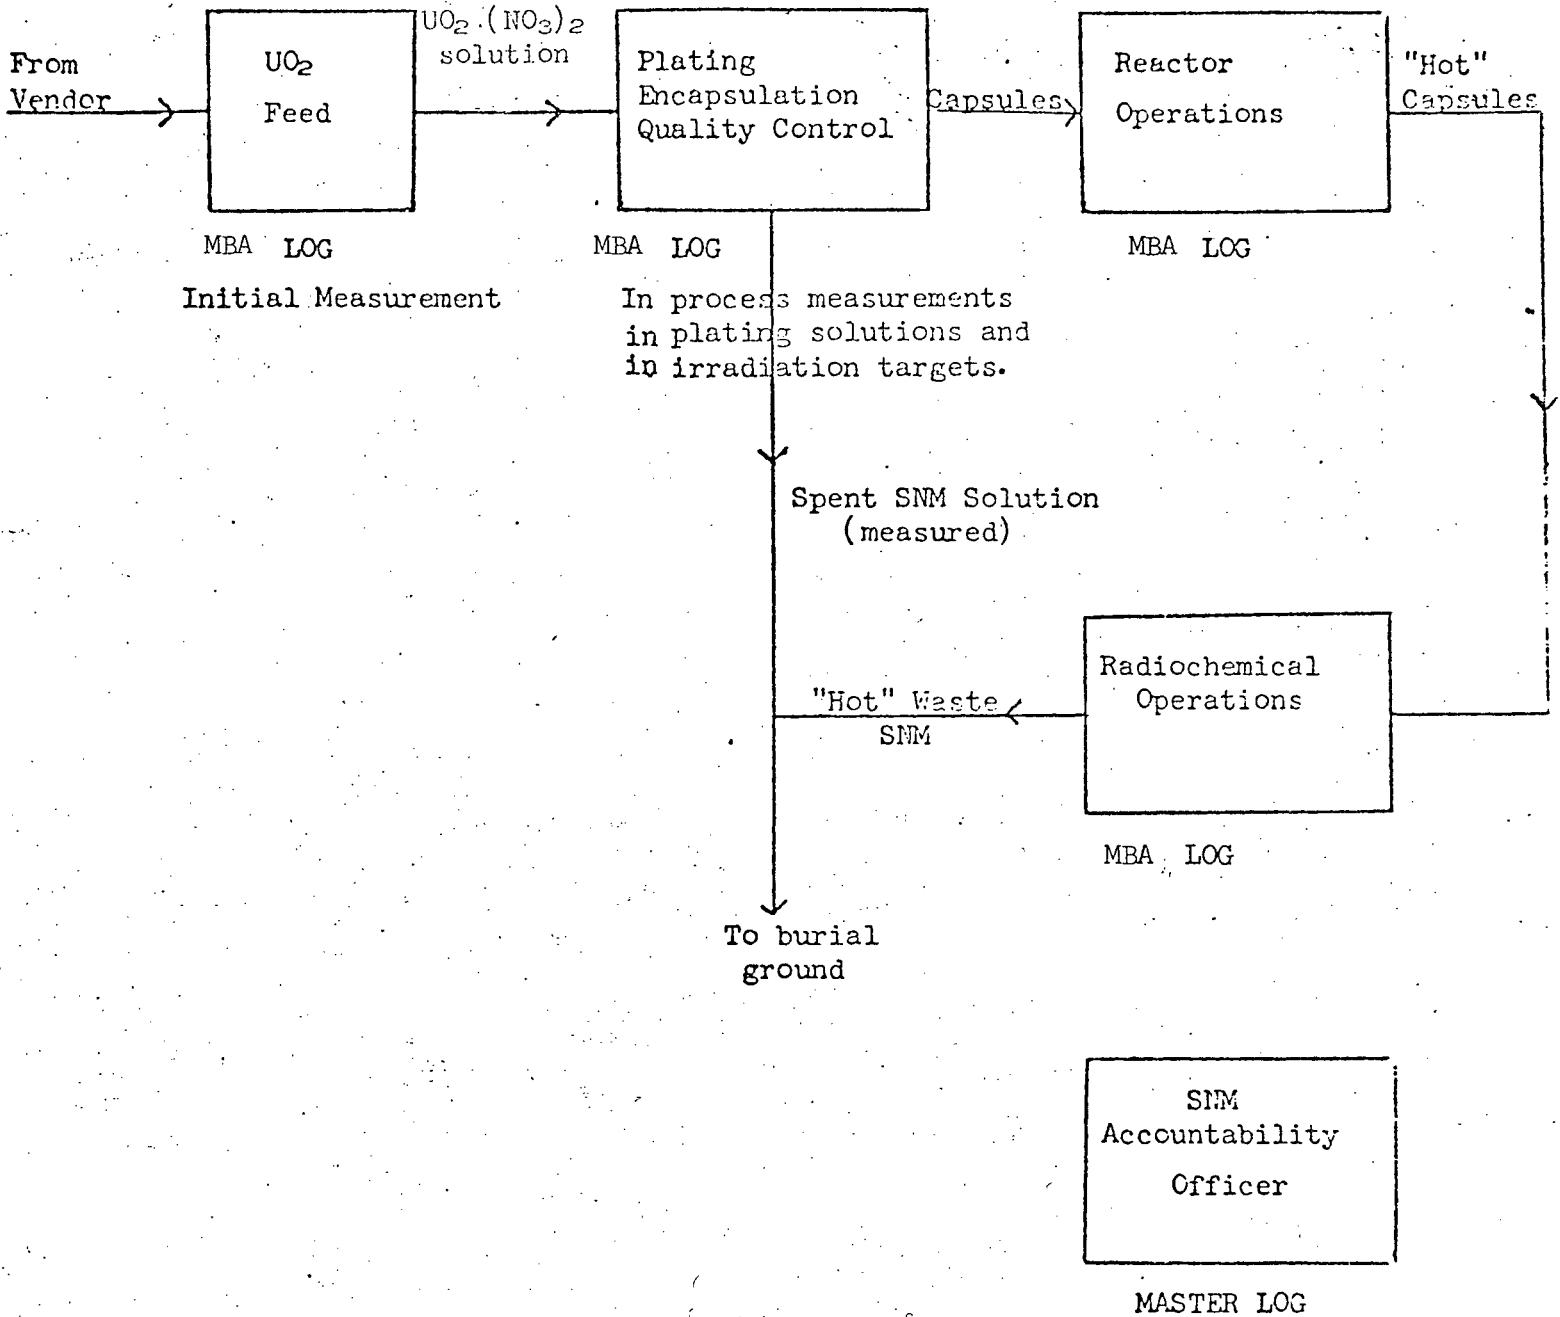 From
Vendor
UO₂
Feed
MBA LOG
Initial Measurement
UO₂.(NO₃)₂
solution
Plating
Encapsulation
Quality Control
MBA LOG
In process measurements
in plating solutions and
in irradiation targets.
Capsules
Reactor
Operations
MBA LOG
"Hot"
Capsules
Spent SNM Solution
(measured)
Radiochemical
Operations
MBA LOG
"Hot" Waste
SNM
To burial
ground
SNM
Accountability
Officer
MASTER LOG